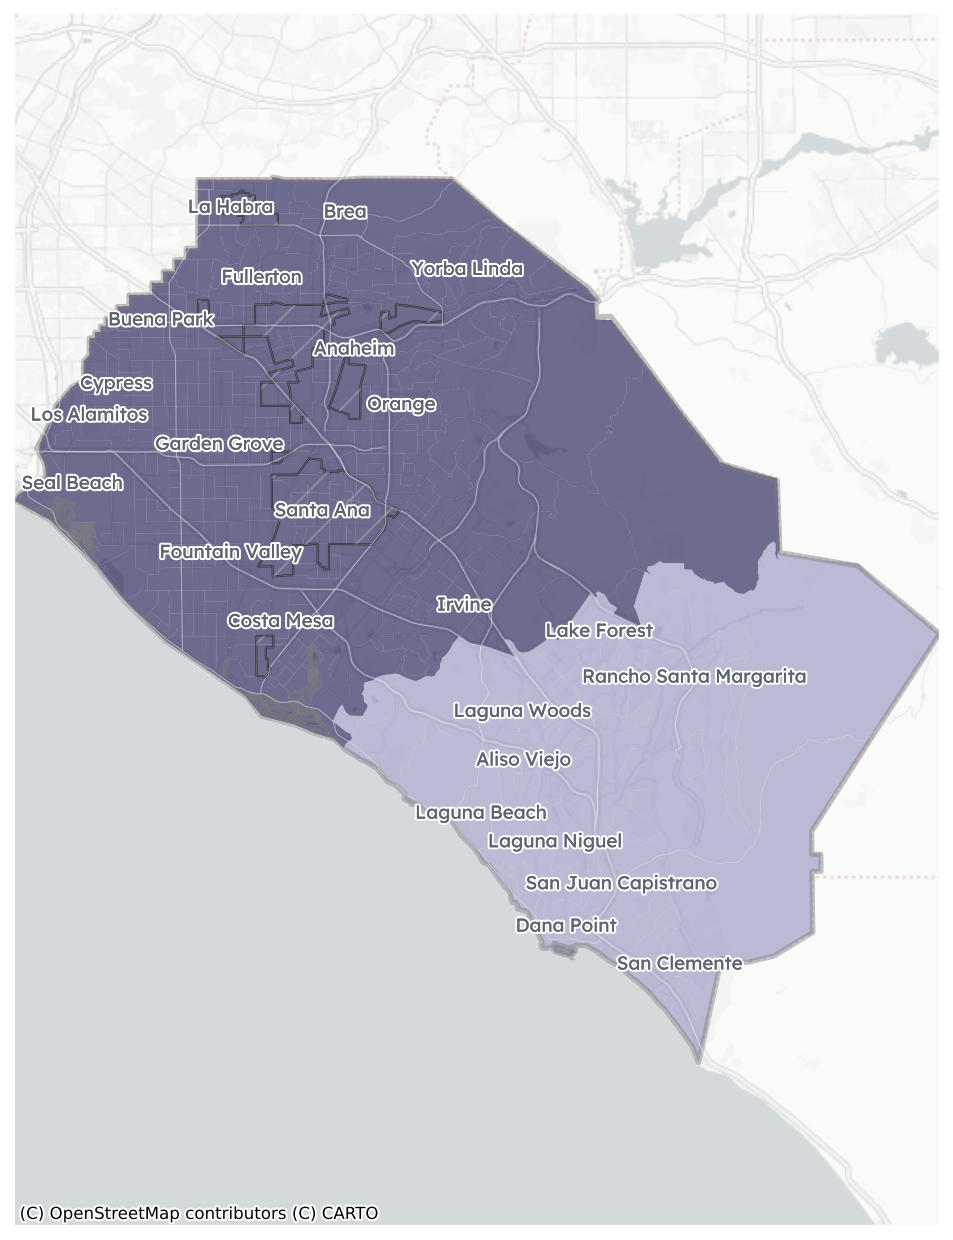 La Habra
Brea
Fullerton
Yorba Linda
Buena Park
Anaheim
Cypress
Los Alamitos
Orange
Garden Grove
Seal Beach
Santa Ana
Fountain Valley
Irvine
Costa Mesa
Lake Forest
Rancho Santa Margarita
Laguna Woods
Aliso Viejo
Laguna Beach
Laguna Niguel
San Juan Capistrano
Dana Point
San Clemente
(C) OpenStreetMap contributors (C) CARTO